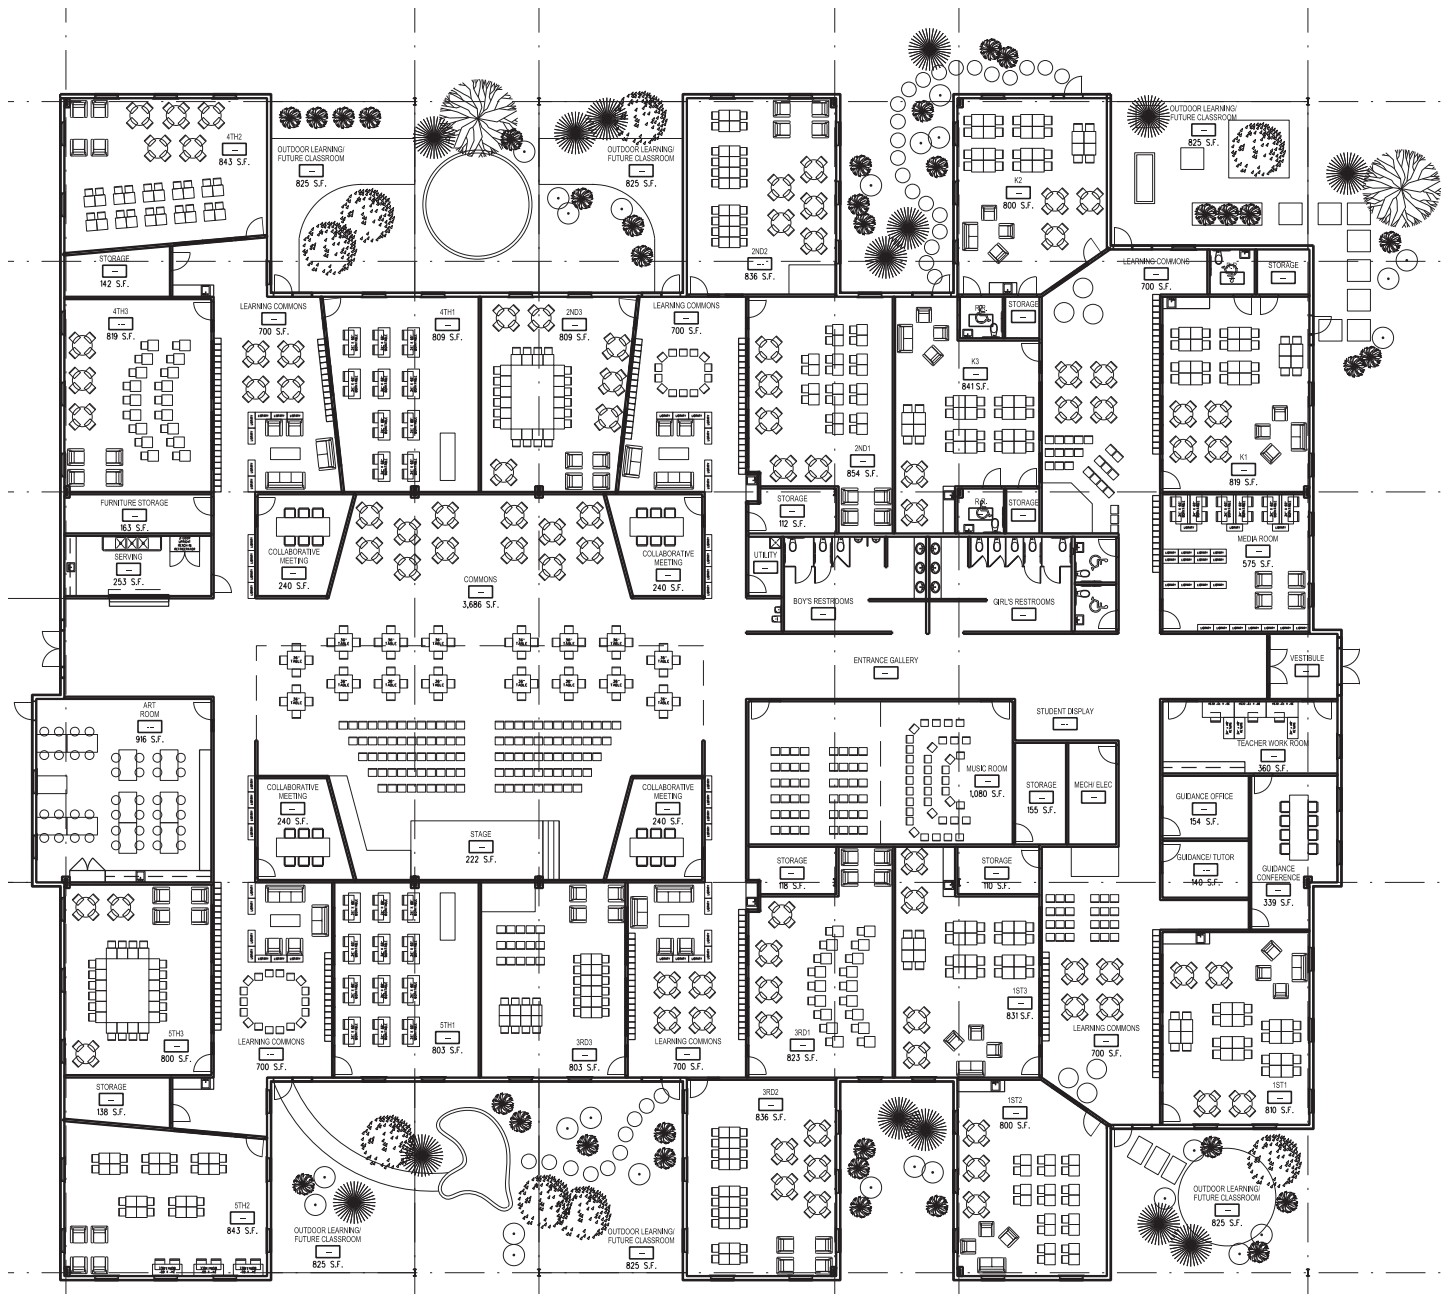 4TH2
843 S.F.
OUTDOOR LEARNING/
FUTURE CLASSROOM
825 S.F.
OUTDOOR LEARNING/
FUTURE CLASSROOM
825 S.F.
2ND2
836 S.F.
K2
800 S.F.
OUTDOOR LEARNING/
FUTURE CLASSROOM
825 S.F.
STORAGE
142 S.F.
LEARNING COMMONS
700 S.F.
STORAGE
4TH3
819 S.F.
LEARNING COMMONS
700 S.F.
4TH1
809 S.F.
2ND3
809 S.F.
LEARNING COMMONS
700 S.F.
STORAGE
K3
841 S.F.
2ND1
854 S.F.
K1
819 S.F.
FURNITURE STORAGE
163 S.F.
STORAGE
112 S.F.
R.R.
STORAGE
SERVING
253 S.F.
COLLABORATIVE
MEETING
240 S.F.
COMMONS
3,686 S.F.
COLLABORATIVE
MEETING
240 S.F.
UTILITY
MEDIA ROOM
575 S.F.
BOY'S RESTROOMS
GIRL'S RESTROOMS
ENTRANCE GALLERY
VESTIBULE
ART
ROOM
916 S.F.
STUDENT DISPLAY
TEACHER WORK ROOM
360 S.F.
MUSIC ROOM
1,080 S.F.
STORAGE
155 S.F.
MECH/ ELEC
COLLABORATIVE
MEETING
240 S.F.
STAGE
222 S.F.
COLLABORATIVE
MEETING
240 S.F.
GUIDANCE OFFICE
154 S.F.
STORAGE
118 S.F.
STORAGE
110 S.F.
GUIDANCE/ TUTOR
140 S.F.
GUIDANCE
CONFERENCE
339 S.F.
5TH3
800 S.F.
LEARNING COMMONS
700 S.F.
5TH1
803 S.F.
3RD3
803 S.F.
LEARNING COMMONS
700 S.F.
3RD1
823 S.F.
1ST3
831 S.F.
LEARNING COMMONS
700 S.F.
1ST1
810 S.F.
STORAGE
138 S.F.
3RD2
836 S.F.
1ST2
800 S.F.
5TH2
843 S.F.
OUTDOOR LEARNING/
FUTURE CLASSROOM
825 S.F.
OUTDOOR LEARNING/
FUTURE CLASSROOM
825 S.F.
OUTDOOR LEARNING/
FUTURE CLASSROOM
825 S.F.